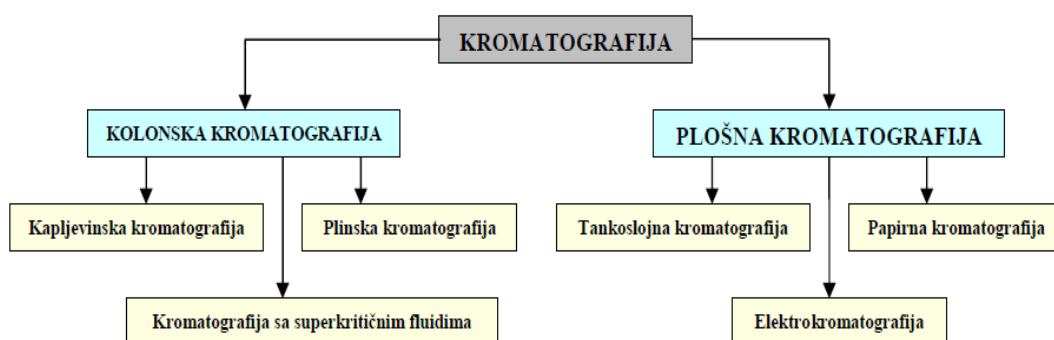 KROMATOGRAFIJA
KOLONSKA KROMATOGRAFIJA
PLOŠNA KROMATOGRAFIJA
Kapljevinska kromatografija
Plinska kromatografija
Tankoslojna kromatografija
Papirna kromatografija
Kromatografija sa superkritičnim fluidima
Elektrokromatografija